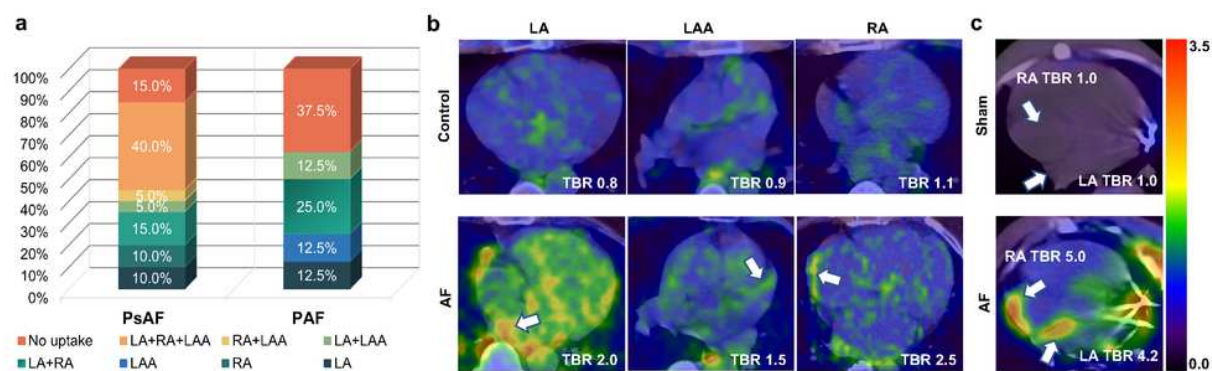 a
100%
90%
80%
70%
60%
50%
40%
30%
20%
10%
0%
15.0%
40.0%
5.0%
5.0%
15.0%
10.0%
10.0%
37.5%
12.5%
25.0%
12.5%
12.5%
PsAF PAF
No uptake LA+RA+LAA RA+LAA LA+LAA
LA+RA LAA RA LA
b
LA LAA RA
Control
TBR 0.8 TBR 0.9 TBR 1.1
AF
TBR 2.0 TBR 1.5 TBR 2.5
c
Sham
RA TBR 1.0
LA TBR 1.0
AF
RA TBR 5.0
LA TBR 4.2
3.5
0.0